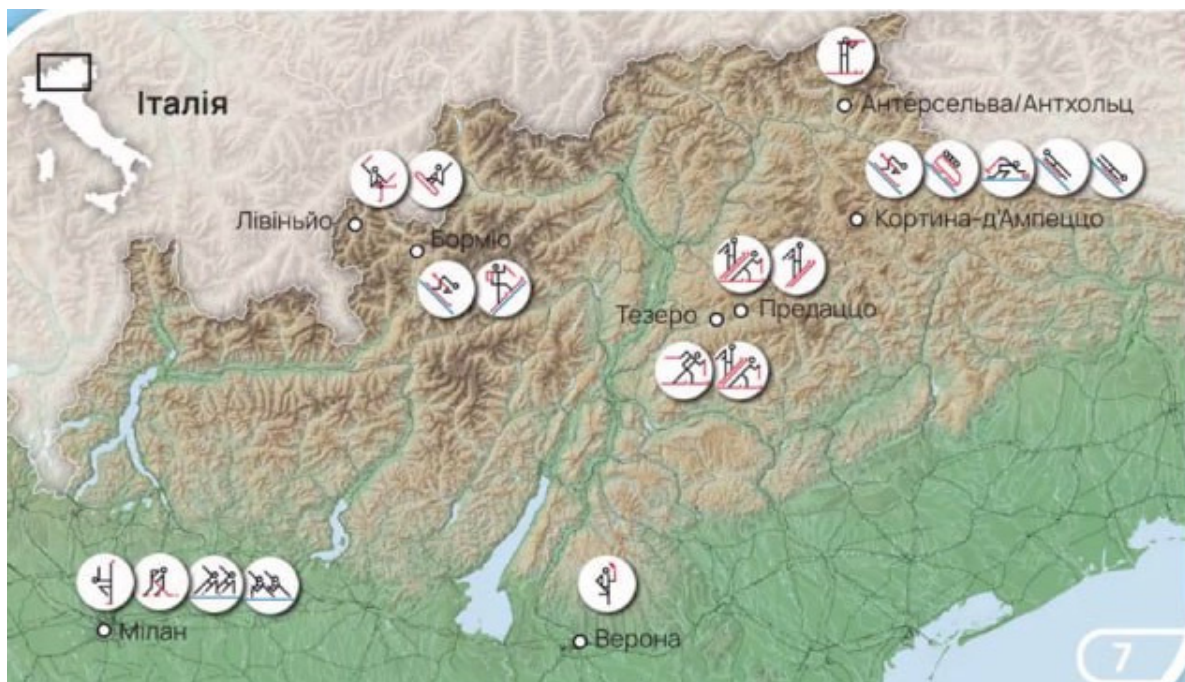 Італія
Антерсельва/Антхольц
Лівіньйо
Кортина-д'Ампеццо
Борміо
Тезеро
Предаццо
Мілан
Верона
7